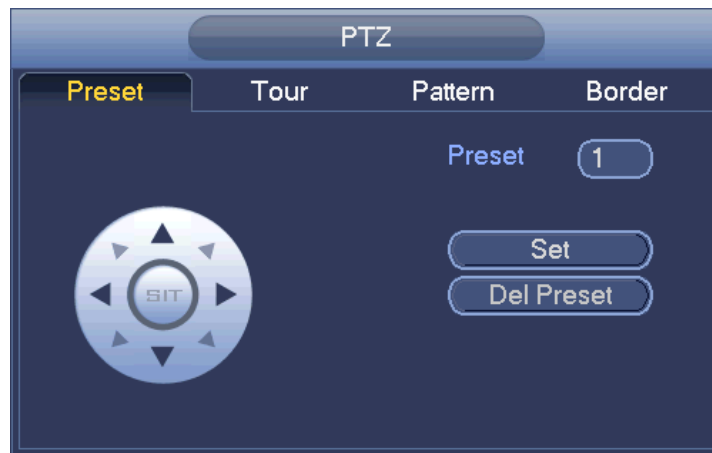 PTZ
Preset Tour Pattern Border
Preset 1
Set
SIT
Del Preset